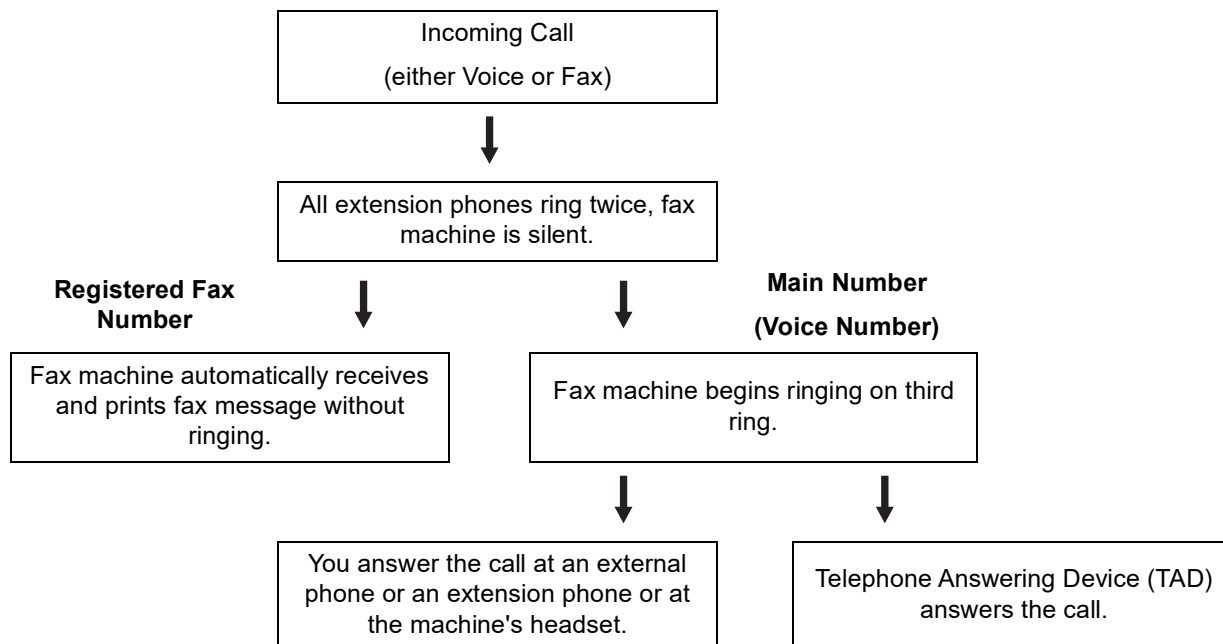 Incoming Call
(either Voice or Fax)
All extension phones ring twice, fax
machine is silent.
Registered Fax
Number
Main Number
(Voice Number)
Fax machine automatically receives
and prints fax message without
ringing.
Fax machine begins ringing on third
ring.
You answer the call at an external
phone or an extension phone or at
the machine's headset.
Telephone Answering Device (TAD)
answers the call.